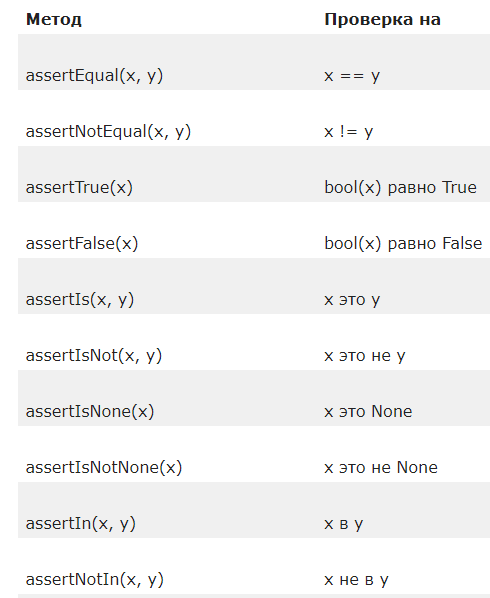 Метод Проверка на
assertEqual(x, y) x == y
assertNotEqual(x, y) x != y
assertTrue(x) bool(x) равно True
assertFalse(x) bool(x) равно False
assertIs(x, y) x это y
assertIsNot(x, y) x это не y
assertIsNone(x) x это None
assertIsNotNone(x) x это не None
assertIn(x, y) x в y
assertNotIn(x, y) x не в y